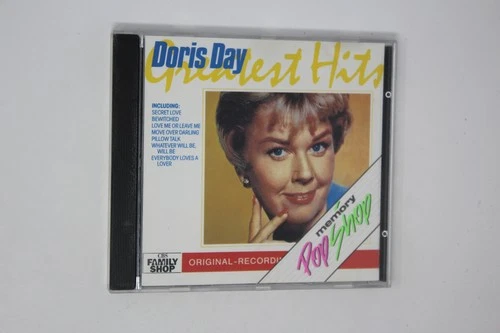 Doris Day
Greatest Hits
INCLUDING:
SECRET LOVE
BEWITCHED
LOVE ME OR LEAVE ME
MOVE OVER DARLING
PILLOW TALK
WHATEVER WILL BE,
WILL BE
EVERYBODY LOVES A
LOVER
memory
Pop Shop
CBS
FAMILY
SHOP
ORIGINAL-RECORDI